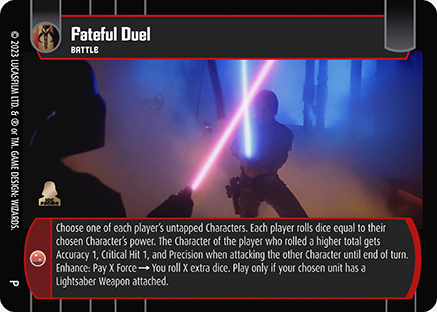 Fateful Duel
BATTLE
© 2023 LUCASFILM LTD. & ® or TM. GAME DESIGN: WIZARDS.
Choose one of each player's untapped Characters. Each player rolls dice equal to their
chosen Character's power. The Character of the player who rolled a higher total gets
Accuracy 1, Critical Hit 1, and Precision when attacking the other Character until end of turn.
Enhance: Pay X Force → You roll X extra dice. Play only if your chosen unit has a
Lightsaber Weapon attached.
P